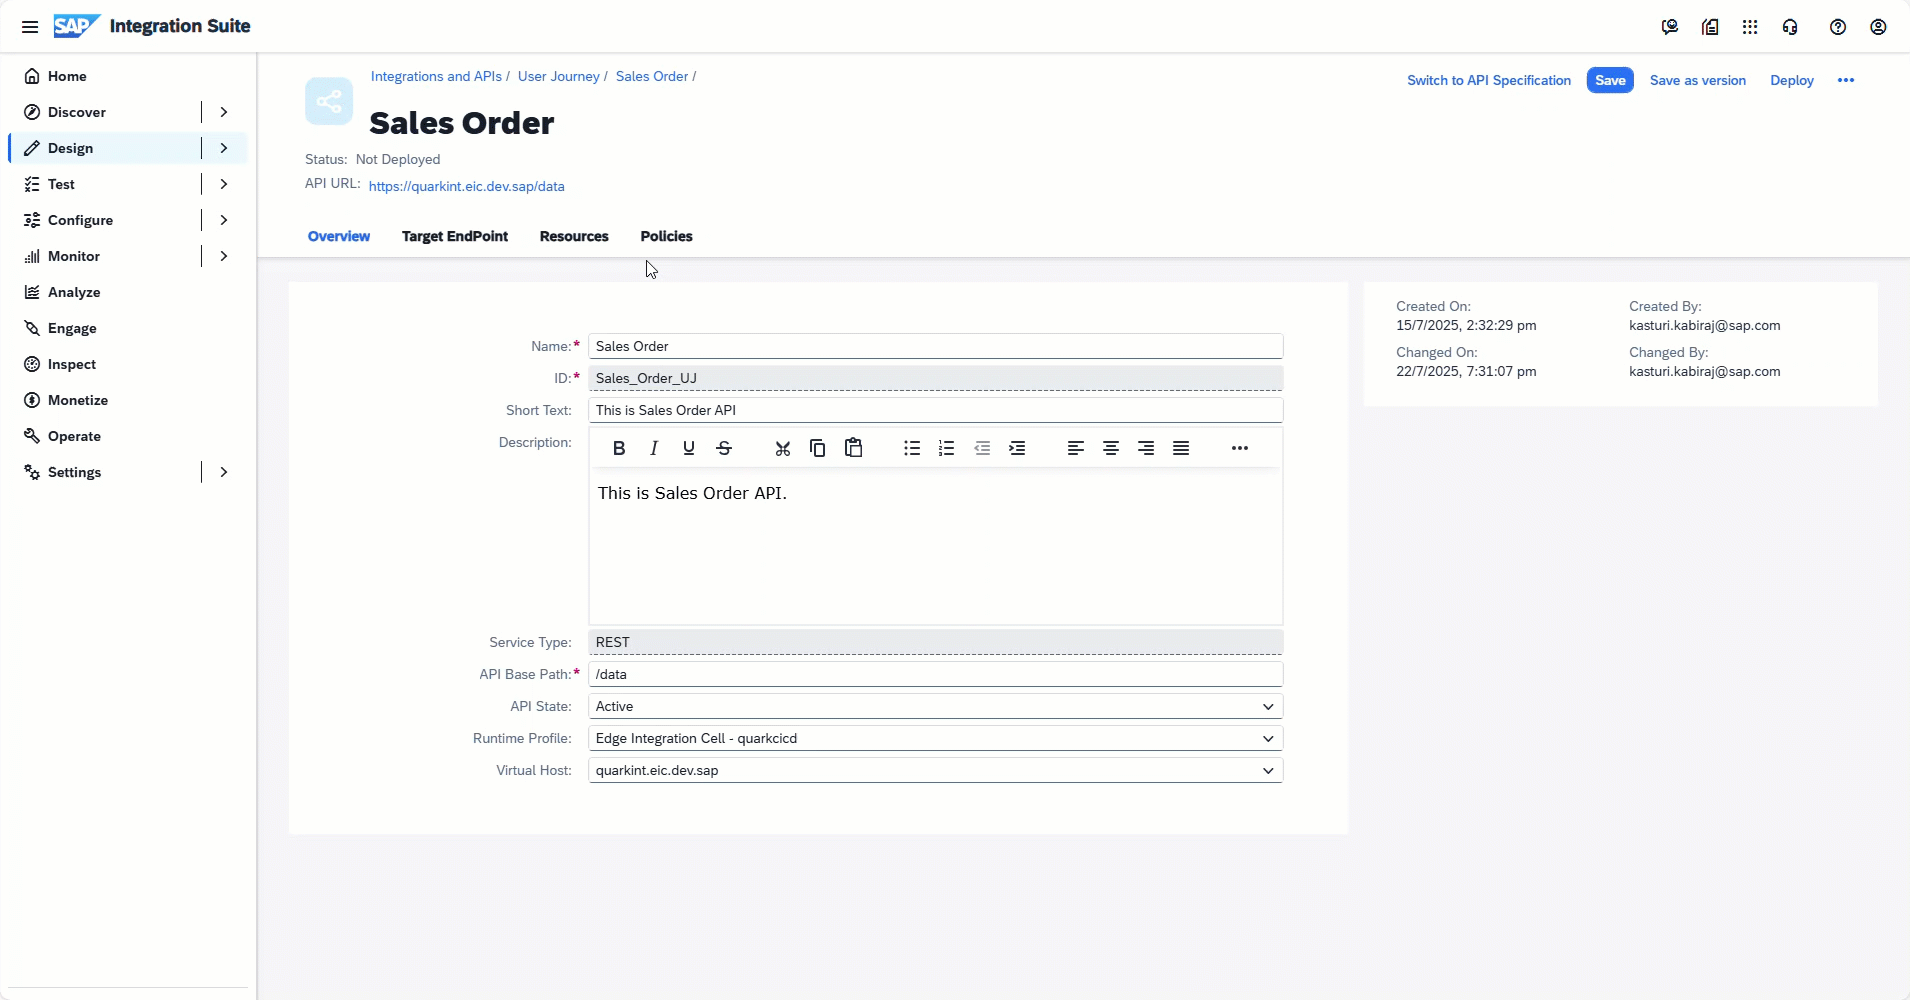 SAP Integration Suite
Home
Discover
Design
Test
Configure
Monitor
Analyze
Engage
Inspect
Monetize
Operate
Settings
Integrations and APIs / User Journey / Sales Order /
Switch to API Specification Save Save as version Deploy
Sales Order
Status: Not Deployed
API URL: https://quarkint.eic.dev.sap/data
Overview Target EndPoint Resources Policies
Name:* Sales Order
ID:* Sales_Order_UJ
Short Text: This is Sales Order API
Description:
This is Sales Order API.
Service Type: REST
API Base Path:* /data
API State: Active
Runtime Profile: Edge Integration Cell - quarkcicd
Virtual Host: quarkint.eic.dev.sap
Created On: Created By:
15/7/2025, 2:32:29 pm kasturi.kabiraj@sap.com
Changed On: Changed By:
22/7/2025, 7:31:07 pm kasturi.kabiraj@sap.com